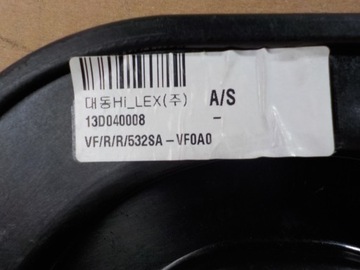 대동Hi_LEX(주) A/S
13D040008 -
VF/R/R/532SA-VF0A0